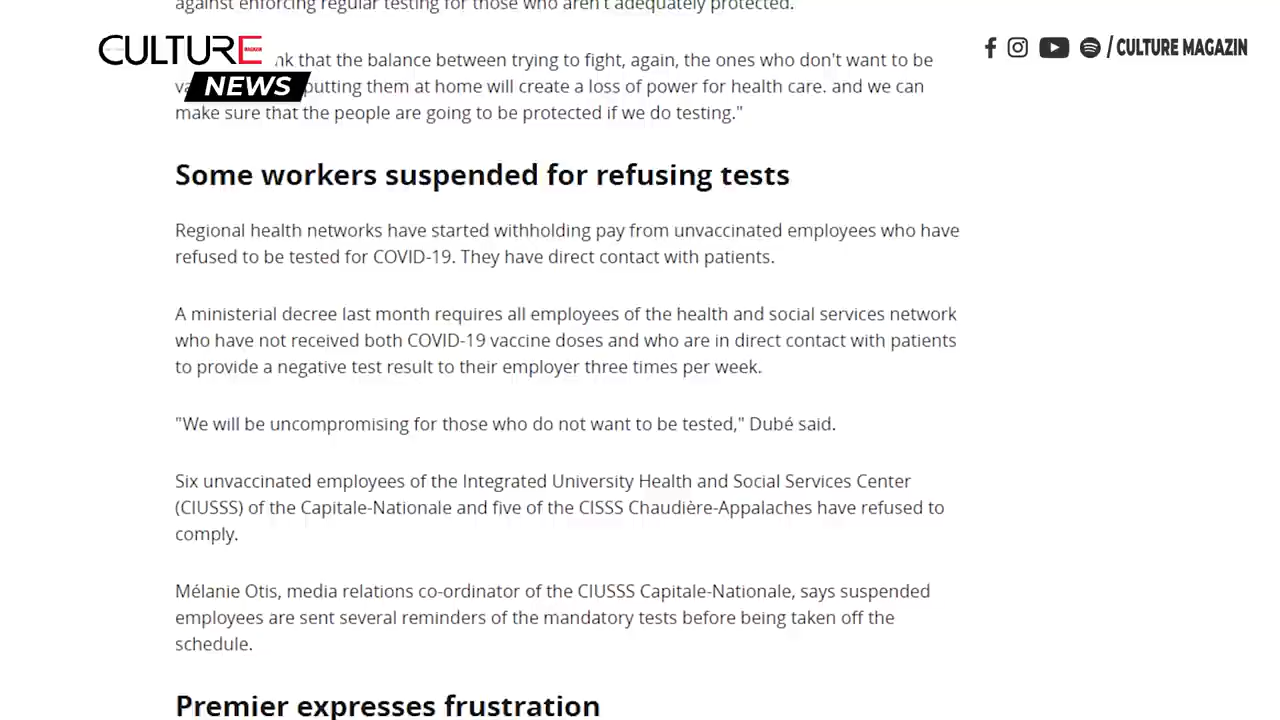 against enforcing regular testing for those who aren't adequately protected.
CULTURE
MAGAZIN
NEWS
/ CULTURE MAGAZIN
that the balance between trying to fight, again, the ones who don't want to be
putting them at home will create a loss of power for health care. and we can
make sure that the people are going to be protected if we do testing."
Some workers suspended for refusing tests
Regional health networks have started withholding pay from unvaccinated employees who have
refused to be tested for COVID-19. They have direct contact with patients.
A ministerial decree last month requires all employees of the health and social services network
who have not received both COVID-19 vaccine doses and who are in direct contact with patients
to provide a negative test result to their employer three times per week.
"We will be uncompromising for those who do not want to be tested," Dubé said.
Six unvaccinated employees of the Integrated University Health and Social Services Center
(CIUSSS) of the Capitale-Nationale and five of the CISSS Chaudière-Appalaches have refused to
comply.
Mélanie Otis, media relations co-ordinator of the CIUSSS Capitale-Nationale, says suspended
employees are sent several reminders of the mandatory tests before being taken off the
schedule.
Premier expresses frustration